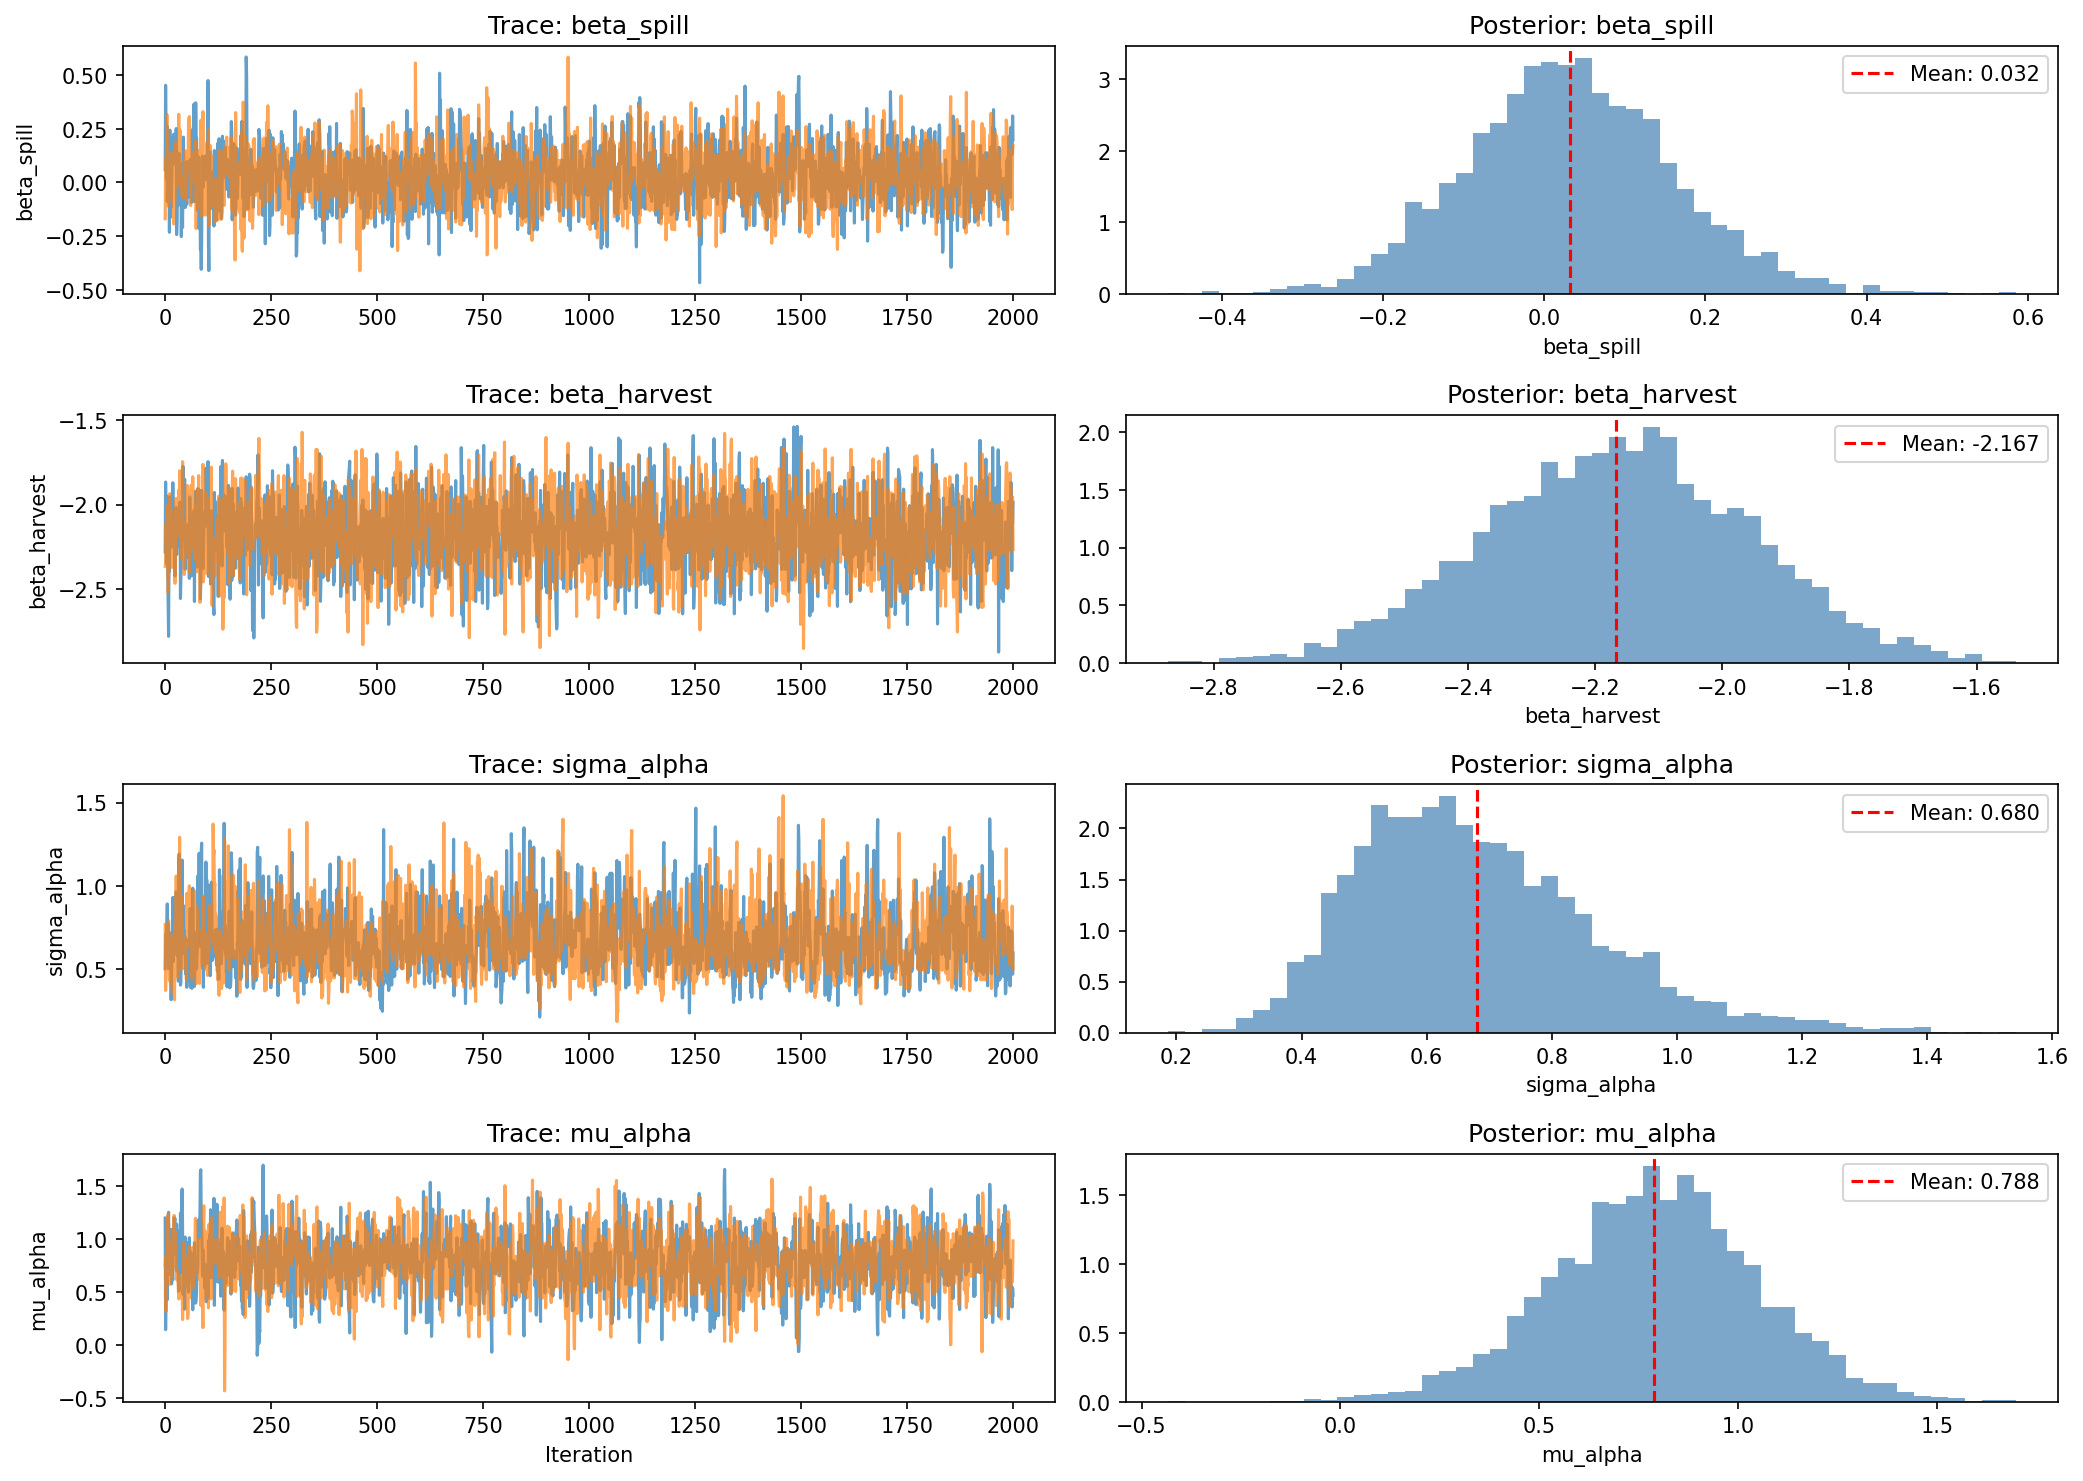 Trace: beta_spill
beta_spill
0.50
0.25
0.00
−0.25
−0.50
0 250 500 750 1000 1250 1500 1750 2000
Posterior: beta_spill
Mean: 0.032
3
2
1
0
−0.4 −0.2 0.0 0.2 0.4 0.6
beta_spill
Trace: beta_harvest
beta_harvest
−1.5
−2.0
−2.5
0 250 500 750 1000 1250 1500 1750 2000
Posterior: beta_harvest
Mean: -2.167
2.0
1.5
1.0
0.5
0.0
−2.8 −2.6 −2.4 −2.2 −2.0 −1.8 −1.6
beta_harvest
Trace: sigma_alpha
sigma_alpha
1.5
1.0
0.5
0 250 500 750 1000 1250 1500 1750 2000
Posterior: sigma_alpha
Mean: 0.680
2.0
1.5
1.0
0.5
0.0
0.2 0.4 0.6 0.8 1.0 1.2 1.4 1.6
sigma_alpha
Trace: mu_alpha
mu_alpha
1.5
1.0
0.5
0.0
−0.5
0 250 500 750 1000 1250 1500 1750 2000
Iteration
Posterior: mu_alpha
Mean: 0.788
1.5
1.0
0.5
0.0
−0.5 0.0 0.5 1.0 1.5
mu_alpha